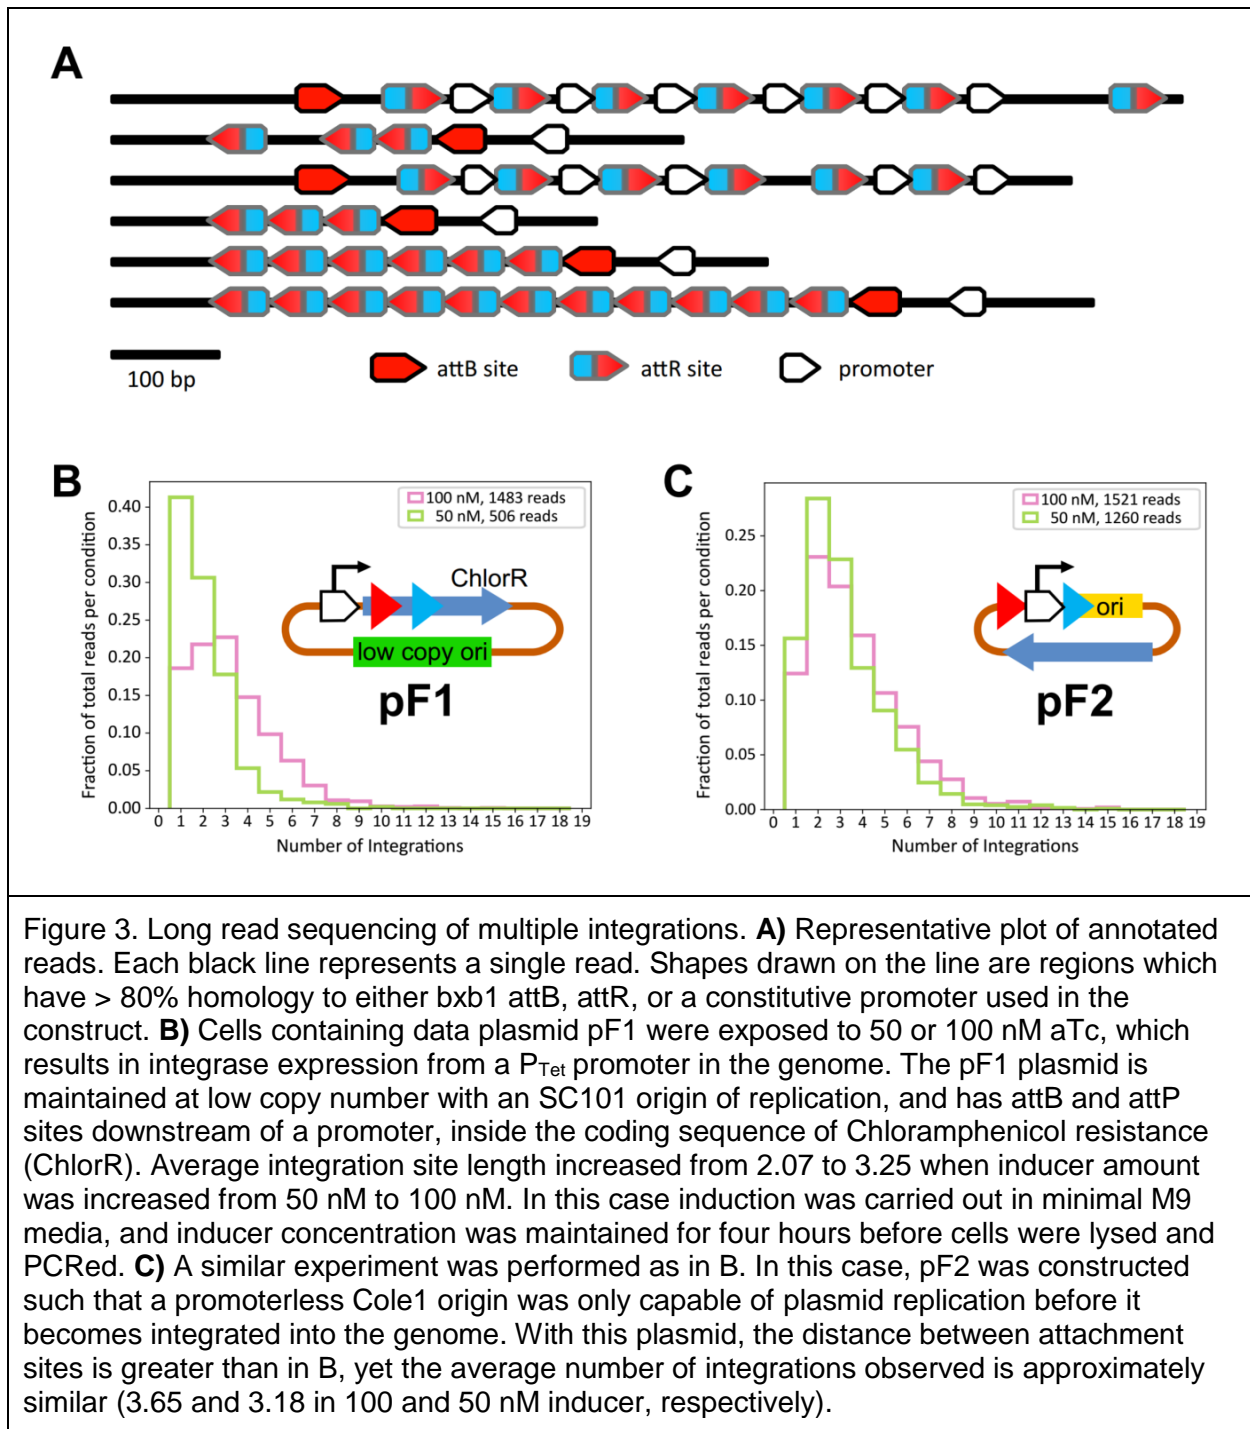 A
100 bp
attB site
attR site
promoter
B
Fraction of total reads per condition
0.40
0.35
0.30
0.25
0.20
0.15
0.10
0.05
0.00
100 nM, 1483 reads
50 nM, 506 reads
ChlorR
low copy ori
pF1
0 1 2 3 4 5 6 7 8 9 10 11 12 13 14 15 16 17 18 19
Number of Integrations
C
Fraction of total reads per condition
0.25
0.20
0.15
0.10
0.05
0.00
100 nM, 1521 reads
50 nM, 1260 reads
ori
pF2
0 1 2 3 4 5 6 7 8 9 10 11 12 13 14 15 16 17 18 19
Number of Integrations
Figure 3. Long read sequencing of multiple integrations. A) Representative plot of annotated
reads. Each black line represents a single read. Shapes drawn on the line are regions which
have > 80% homology to either bxb1 attB, attR, or a constitutive promoter used in the
construct. B) Cells containing data plasmid pF1 were exposed to 50 or 100 nM aTc, which
results in integrase expression from a PTet promoter in the genome. The pF1 plasmid is
maintained at low copy number with an SC101 origin of replication, and has attB and attP
sites downstream of a promoter, inside the coding sequence of Chloramphenicol resistance
(ChlorR). Average integration site length increased from 2.07 to 3.25 when inducer amount
was increased from 50 nM to 100 nM. In this case induction was carried out in minimal M9
media, and inducer concentration was maintained for four hours before cells were lysed and
PCRed. C) A similar experiment was performed as in B. In this case, pF2 was constructed
such that a promoterless Cole1 origin was only capable of plasmid replication before it
becomes integrated into the genome. With this plasmid, the distance between attachment
sites is greater than in B, yet the average number of integrations observed is approximately
similar (3.65 and 3.18 in 100 and 50 nM inducer, respectively).